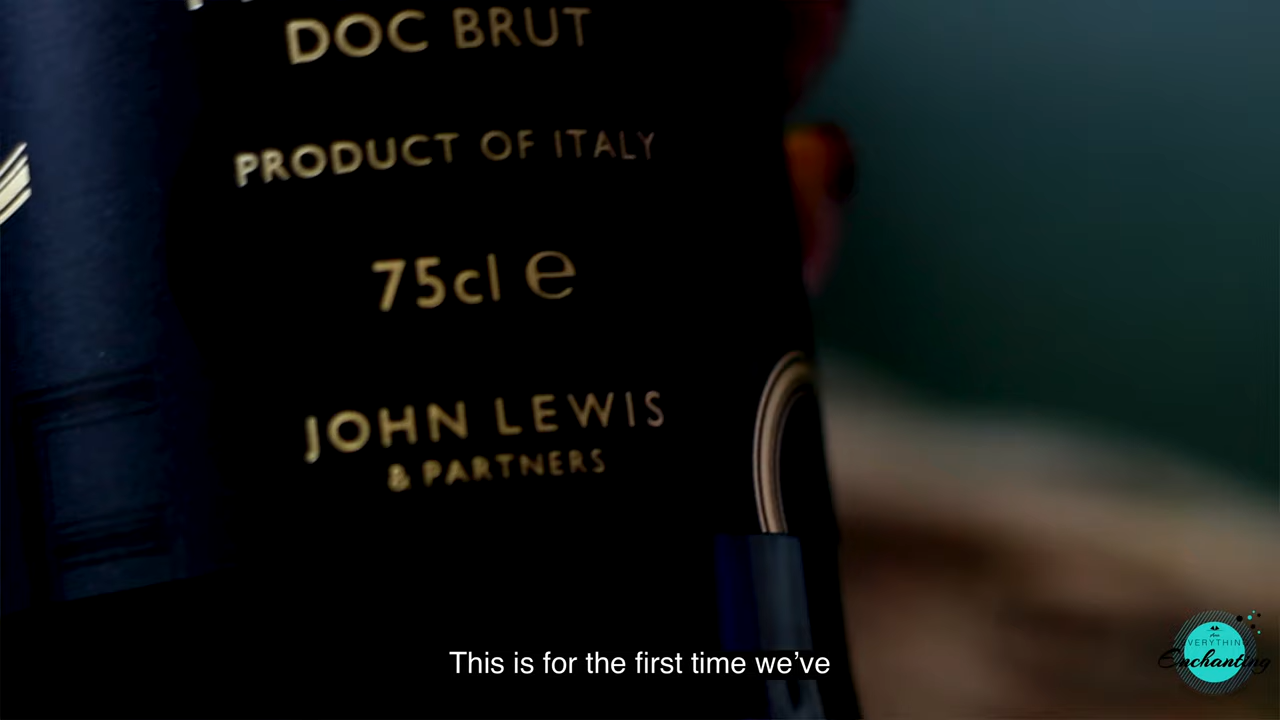 DOC BRUT
PRODUCT OF ITALY
75cl e
JOHN LEWIS
& PARTNERS
This is for the first time we’ve
Enchanting